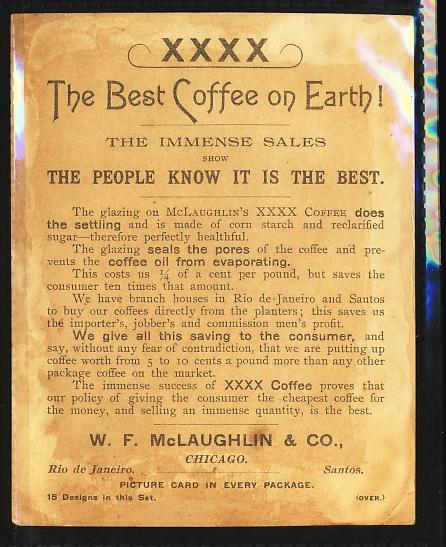 XXXX
The Best Coffee on Earth!
THE IMMENSE SALES
SHOW
THE PEOPLE KNOW IT IS THE BEST.
The glazing on McLAUGHLIN'S XXXX COFFEE does
the settling and is made of corn starch and reclarified
sugar—therefore perfectly healthful.
The glazing seals the pores of the coffee and pre-
vents the coffee oil from evaporating.
This costs us ¼ of a cent per pound, but saves the
consumer ten times that amount.
We have branch houses in Rio de Janeiro and Santos
to buy our coffees directly from the planters; this saves us
the importer's, jobber's and commission men's profit.
We give all this saving to the consumer, and
say, without any fear of contradiction, that we are putting up
coffee worth from 5 to 10 cents a pound more than any other
package coffee on the market.
The immense success of XXXX Coffee proves that
our policy of giving the consumer the cheapest coffee for
the money, and selling an immense quantity, is the best.
W. F. McLAUGHLIN & CO.,
CHICAGO.
Rio de Janeiro. Santos.
PICTURE CARD IN EVERY PACKAGE.
15 Designs in this Set. (OVER.)